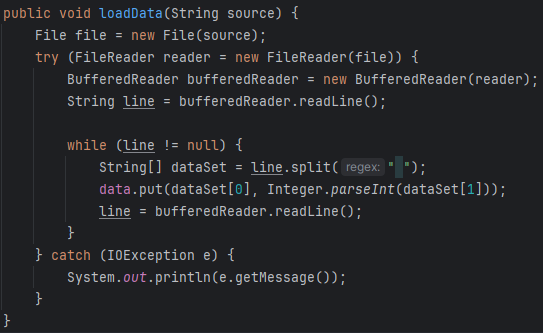 public void loadData(String source) {
    File file = new File(source);
    try (FileReader reader = new FileReader(file)) {
        BufferedReader bufferedReader = new BufferedReader(reader);
        String line = bufferedReader.readLine();

        while (line != null) {
            String[] dataSet = line.split( regex: " ");
            data.put(dataSet[0], Integer.parseInt(dataSet[1]));
            line = bufferedReader.readLine();
        }
    } catch (IOException e) {
        System.out.println(e.getMessage());
    }
}